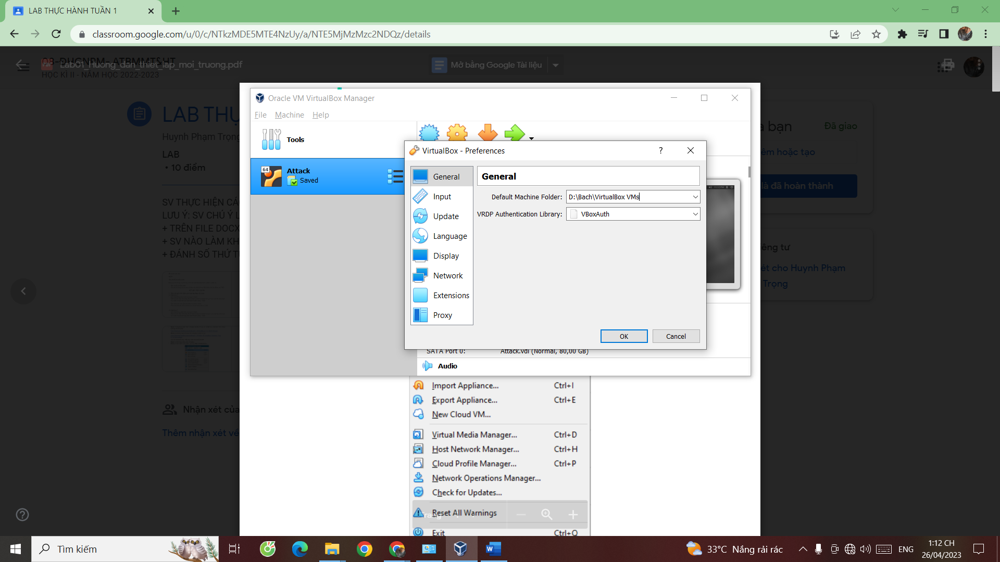 LAB THỰC HÀNH TUẦN 1
classroom.google.com/u/0/c/NTkzMDE5MTE4NzUy/a/NTE5MjMzMzc2NDQz/details
03-ĐHCNPM- ATBMMT&HT
Lab01_Huong_dan_thiet_lap_moi_truong.pdf
HỌC KÌ II - NĂM HỌC 2022-2023
Mở bằng Google Tài liệu
LAB THỰ
Huynh Phạm Trọng
LAB
• 10 điểm
SV THỰC HIỆN CÁ
LƯU Ý: SV CHÚ Ý L
+ TRÊN FILE DOCX
+ SV NÀO LÀM KH
+ ĐÁNH SỐ THỨ T
Nhận xét của
Thêm nhận xét về
a bạn
Đã giao
êm hoặc tạo
là đã hoàn thành
iêng tư
ét cho Huynh Phạm
Trọng
Oracle VM VirtualBox Manager
File Machine Help
Tools
64
Attack
Saved
VirtualBox - Preferences
?
General
Input
Update
Language
Display
Network
Extensions
Proxy
General
Default Machine Folder: D:\Bach\VirtualBox VMs
VRDP Authentication Library: VBoxAuth
OK
Cancel
SATA Port 0: Attack.vdi (Normal, 80,00 GB)
Audio
Import Appliance... Ctrl+I
Export Appliance... Ctrl+E
New Cloud VM...
Virtual Media Manager... Ctrl+D
Host Network Manager... Ctrl+H
Cloud Profile Manager... Ctrl+P
Network Operations Manager...
Check for Updates...
Reset All Warnings
Exit Ctrl+Q
Tìm kiếm
33°C Nắng rải rác
ENG
1:12 CH
26/04/2023